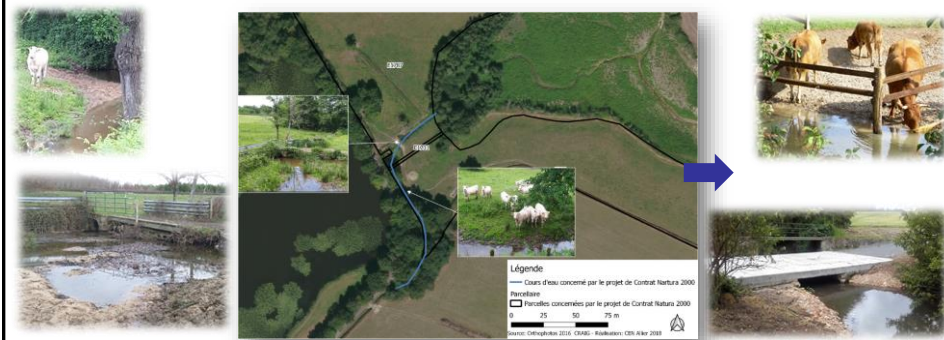 Légende
Cours d'eau concerné par le projet de Contrat Natura 2000
Parcellaire
Parcelles concernées par le projet de Contrat Natura 2000
0 25 50 75 m
Source: Orthophotos 2016 CRAIG - Réalisation: CEN Allier 2018